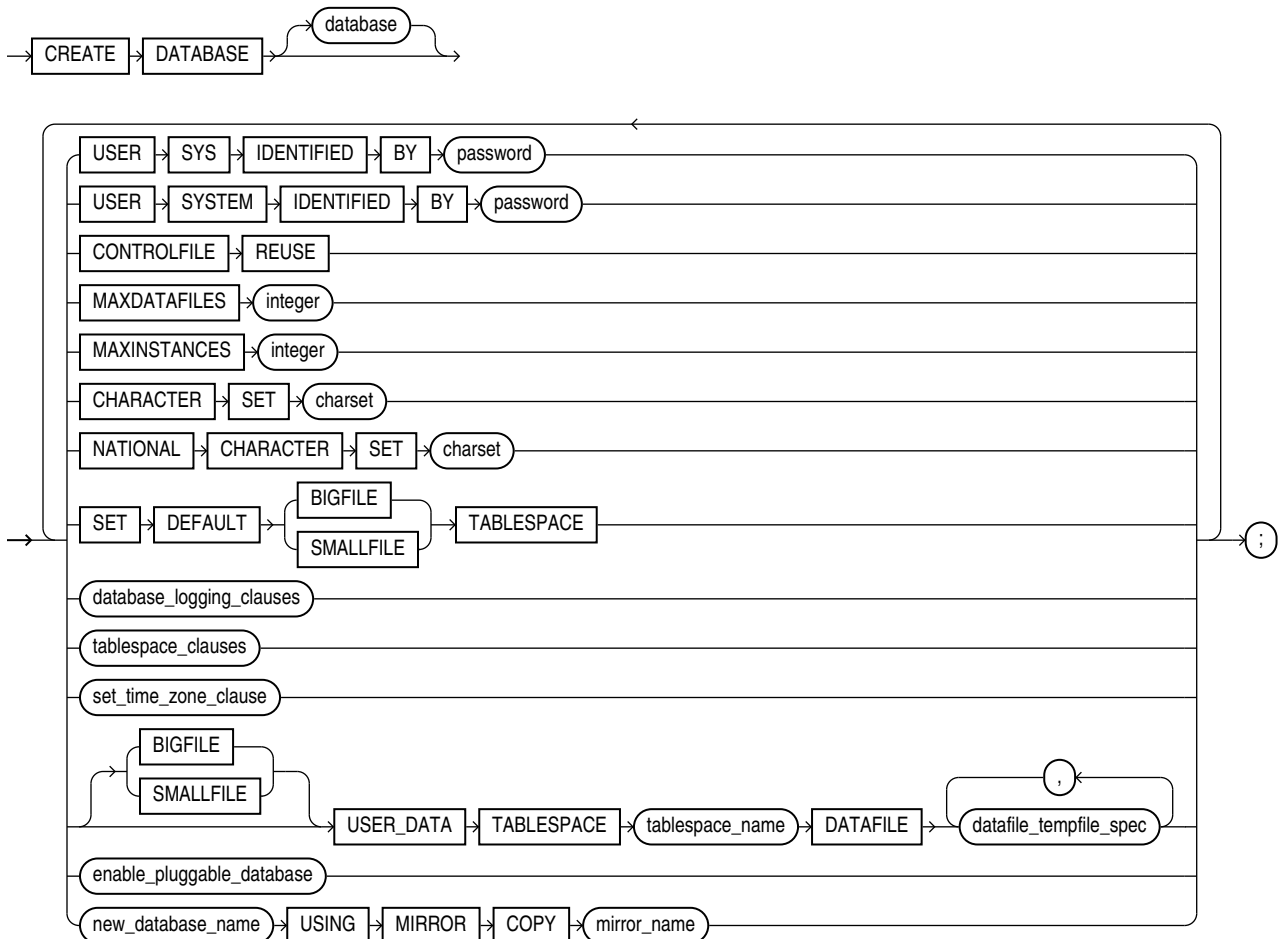 database
CREATE DATABASE
USER SYS IDENTIFIED BY password
USER SYSTEM IDENTIFIED BY password
CONTROLFILE REUSE
MAXDATAFILES integer
MAXINSTANCES integer
CHARACTER SET charset
NATIONAL CHARACTER SET charset
BIGFILE
SET DEFAULT TABLESPACE
SMALLFILE
;
database_logging_clauses
tablespace_clauses
set_time_zone_clause
BIGFILE
SMALLFILE
,
USER_DATA TABLESPACE tablespace_name DATAFILE datafile_tempfile_spec
enable_pluggable_database
new_database_name USING MIRROR COPY mirror_name